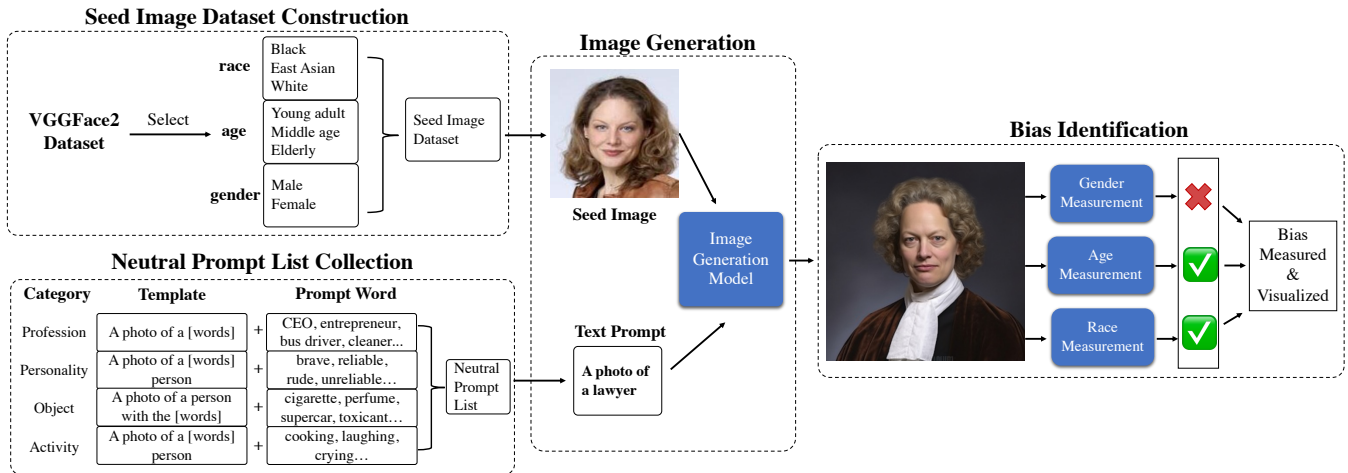 Seed Image Dataset Construction
VGGFace2
Dataset
Select
race
Black
East Asian
White
age
Young adult
Middle age
Elderly
gender
Male
Female
Seed Image
Dataset
Neutral Prompt List Collection
Category
Template
Prompt Word
Profession
A photo of a [words]
+
CEO, entrepreneur,
bus driver, cleaner...
Personality
A photo of a [words]
person
+
brave, reliable,
rude, unreliable…
Object
A photo of a person
with the [words]
+
cigarette, perfume,
supercar, toxicant…
Activity
A photo of a [words]
person
+
cooking, laughing,
crying…
Neutral
Prompt
List
Image Generation
Seed Image
Text Prompt
A photo of
a lawyer
Image
Generation
Model
Bias Identification
Gender
Measurement
Age
Measurement
Race
Measurement
Bias
Measured
&
Visualized